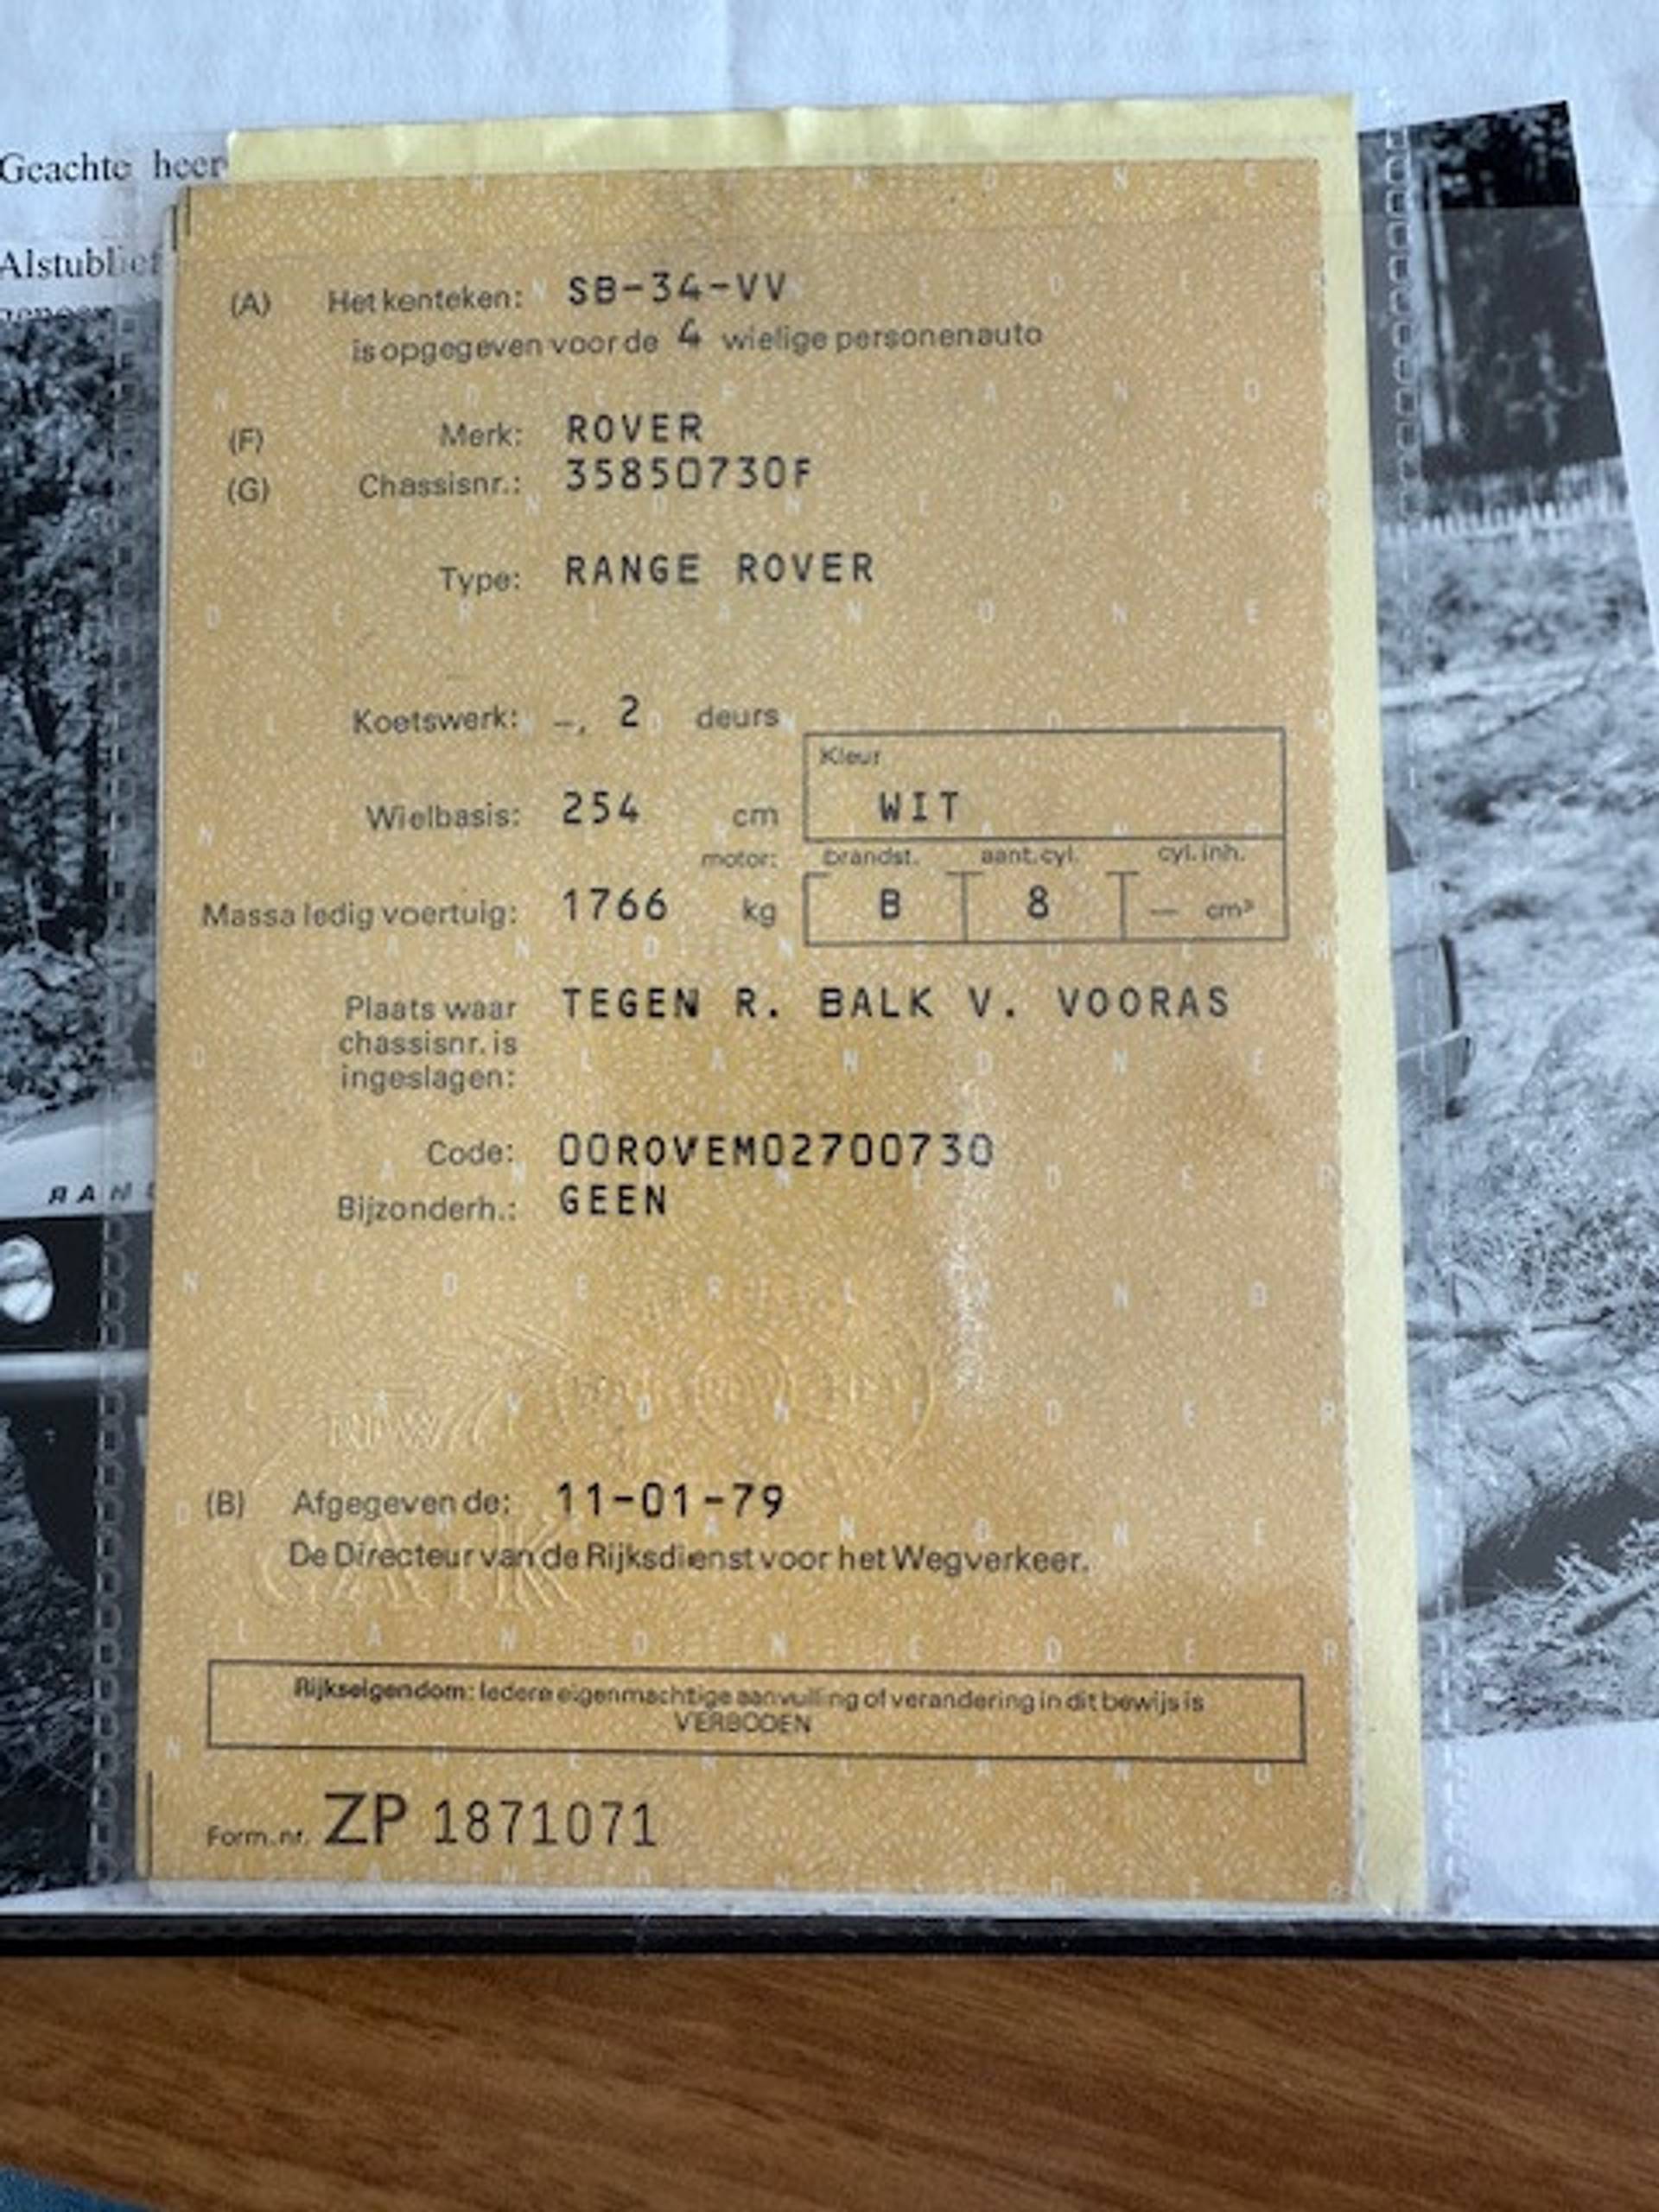 Geachte heer
Alstublief
(A) Het kenteken: SB-34-VV
is opgegeven voor de 4 wielige personenauto
(F) Merk: ROVER
(G) Chassisnr.: 35850730F
Type: RANGE ROVER
Koetswerk: –, 2 deurs
Kleur
WIT
Wielbasis: 254 cm
motor: brandst. aant.cyl. cyl.inh.
Massa ledig voertuig: 1766 kg B 8 — cm³
Plaats waar TEGEN R. BALK V. VOORAS
chassisnr. is
ingeslagen:
Code: 00ROVEM02700730
Bijzonderh.: GEEN
RAN
RDW
(B) Afgegeven de: 11-01-79
De Directeur van de Rijksdienst voor het Wegverkeer.
Rijkseigendom: Iedere eigenmachtige aanvulling of verandering in dit bewijs is
VERBODEN
Form.nr. ZP 1871071